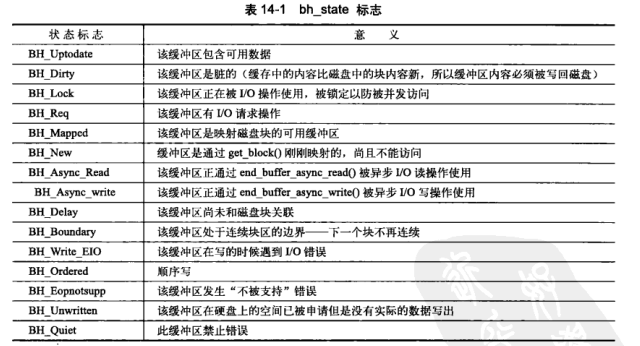 表 14-1 bh_state 标志
状态标志 意 义
BH_Uptodate 该缓冲区包含可用数据
BH_Dirty 该缓冲区是脏的（缓存中的内容比磁盘中的块内容新，所以缓冲区内容必须被写回磁盘）
BH_Lock 该缓冲区正在被 I/O 操作使用，被锁定以防被并发访问
BH_Req 该缓冲区有 I/O 请求操作
BH_Mapped 该缓冲区是映射磁盘块的可用缓冲区
BH_New 缓冲区是通过 get_block() 刚刚映射的，尚且不能访问
BH_Async_Read 该缓冲区正通过 end_buffer_async_read() 被异步 I/O 读操作使用
BH_Async_write 该缓冲区正通过 end_buffer_async_write() 被异步 I/O 写操作使用
BH_Delay 该缓冲区尚未和磁盘块关联
BH_Boundary 该缓冲区处于连续块区的边界——下一个块不再连续
BH_Write_EIO 该缓冲区在写的时候遇到 I/O 错误
BH_Ordered 顺序写
BH_Eopnotsupp 该缓冲区发生“不被支持”错误
BH_Unwritten 该缓冲区在硬盘上的空间已被申请但是没有实际的数据写出
BH_Quiet 此缓冲区禁止错误